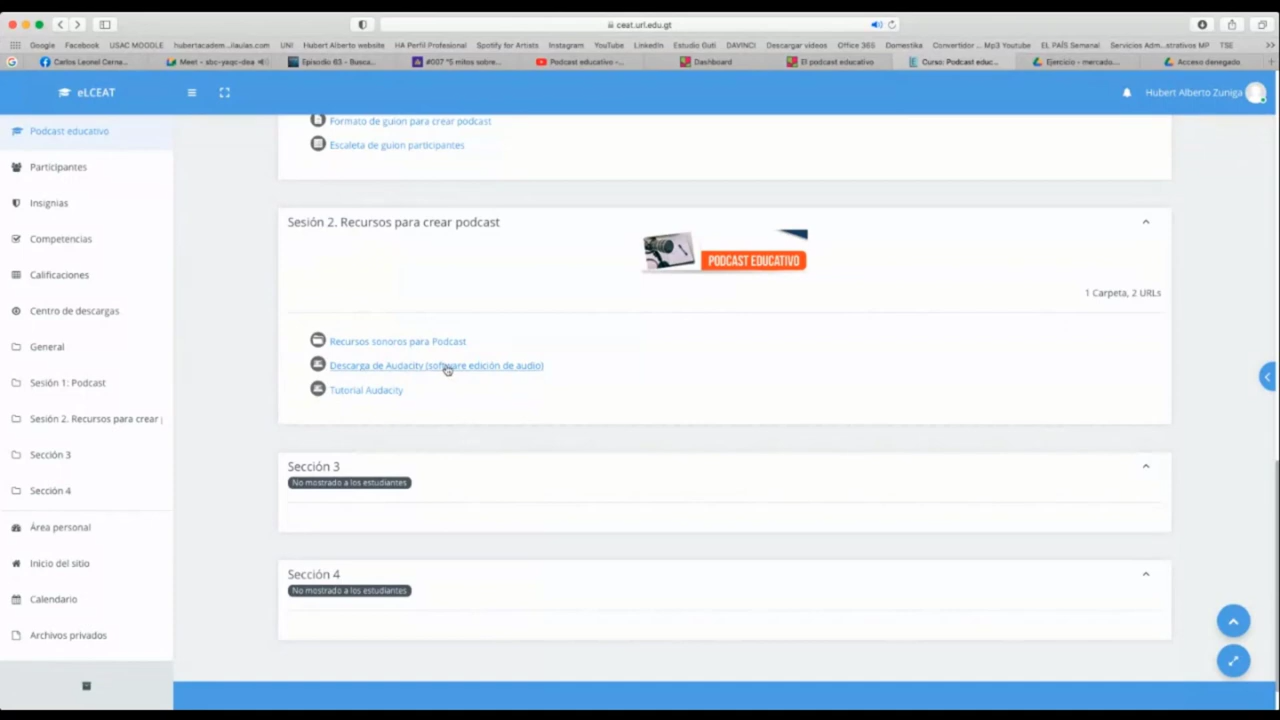 ceat.url.edu.gt
Google Facebook USAC MOODLE hubertacadem...ilaulas.com UNI Hubert Alberto website HA Perfil Profesional Spotify for Artists Instagram YouTube LinkedIn Estudio Guti DAVINCI Descargar videos Office 365 Domestika Convertidor ... Mp3 Youtube EL PAÍS Semanal Servicios Adm...strativos MP TSE
Carlos Leonel Cerna... Meet - sbc-yaqc-dea Episodio 63 - Busca... #007 "5 mitos sobre... Podcast educativo -... Dashboard El podcast educativo Curso: Podcast educ... Ejercicio - mercado... Acceso denegado
eLCEAT
Hubert Alberto Zuniga
Podcast educativo
Participantes
Insignias
Competencias
Calificaciones
Centro de descargas
General
Sesión 1: Podcast
Sesión 2. Recursos para crear
Sección 3
Sección 4
Área personal
Inicio del sitio
Calendario
Archivos privados
Formato de guion para crear podcast
Escaleta de guion participantes
Sesión 2. Recursos para crear podcast
PODCAST EDUCATIVO
1 Carpeta, 2 URLs
Recursos sonoros para Podcast
Descarga de Audacity (software edición de audio)
Tutorial Audacity
Sección 3
No mostrado a los estudiantes
Sección 4
No mostrado a los estudiantes